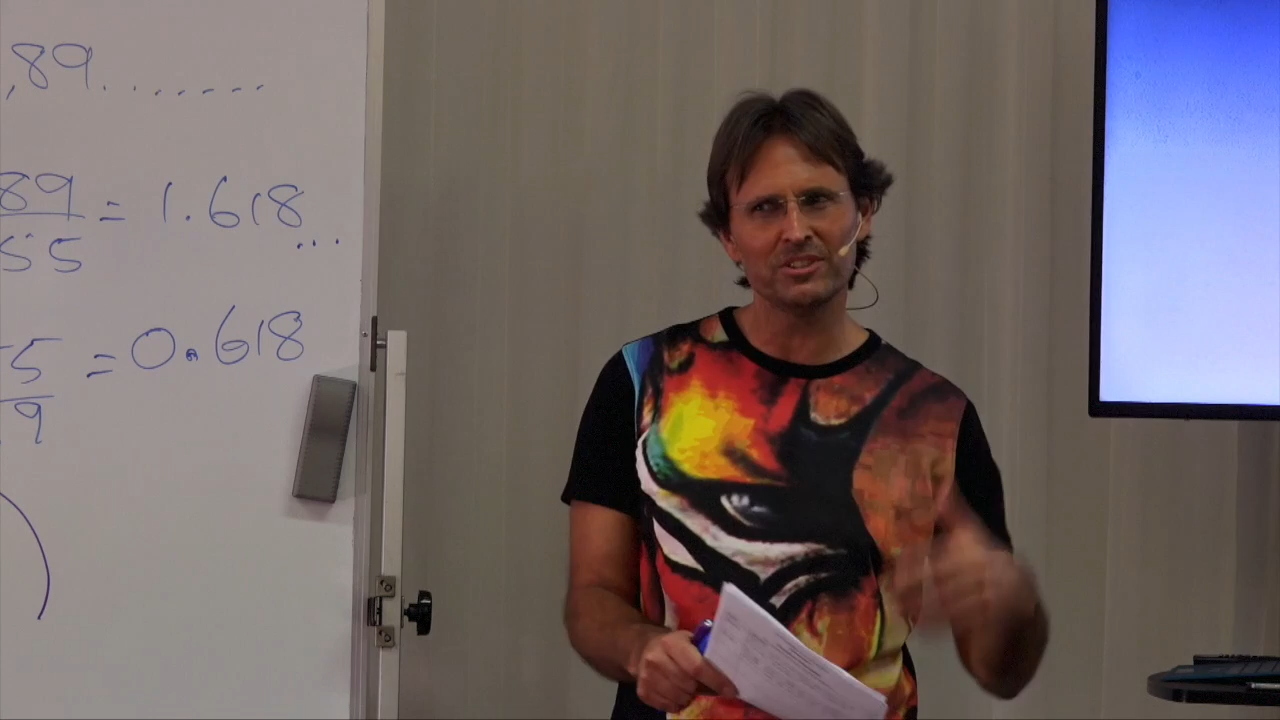 ,89.........
89
— = 1.618...
55
5
— = 0.618
9